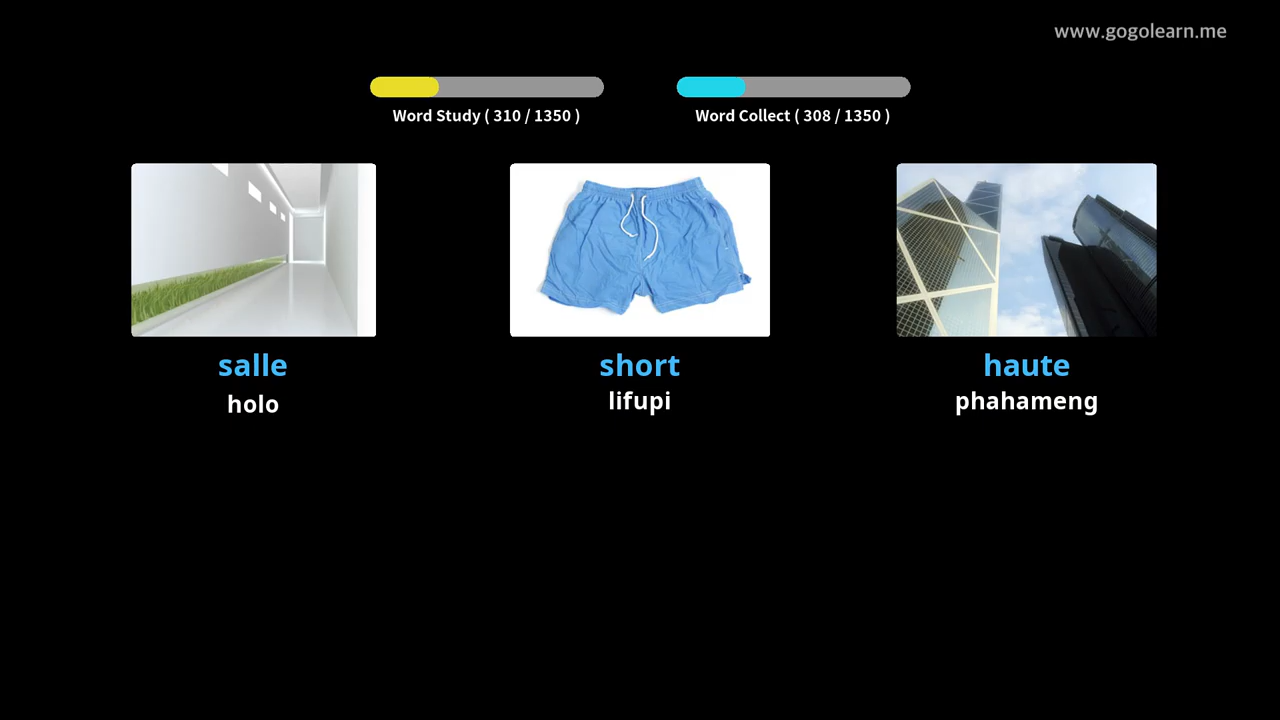 www.gogolearn.me
Word Study ( 310 / 1350 )
Word Collect ( 308 / 1350 )
salle
holo
short
lifupi
haute
phahameng